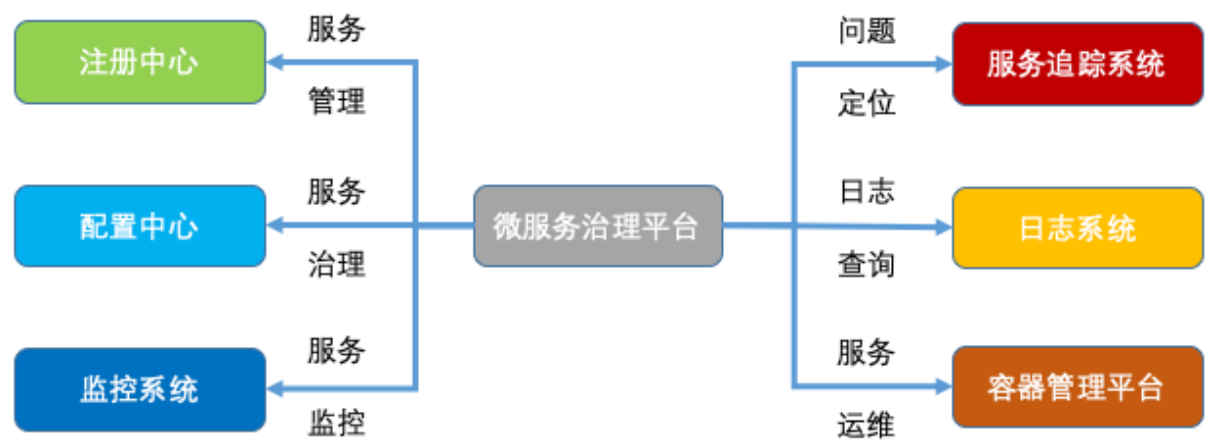 服务
问题
注册中心
服务追踪系统
管理
定位
服务
日志
配置中心
微服务治理平台
日志系统
治理
查询
服务
服务
监控系统
容器管理平台
监控
运维